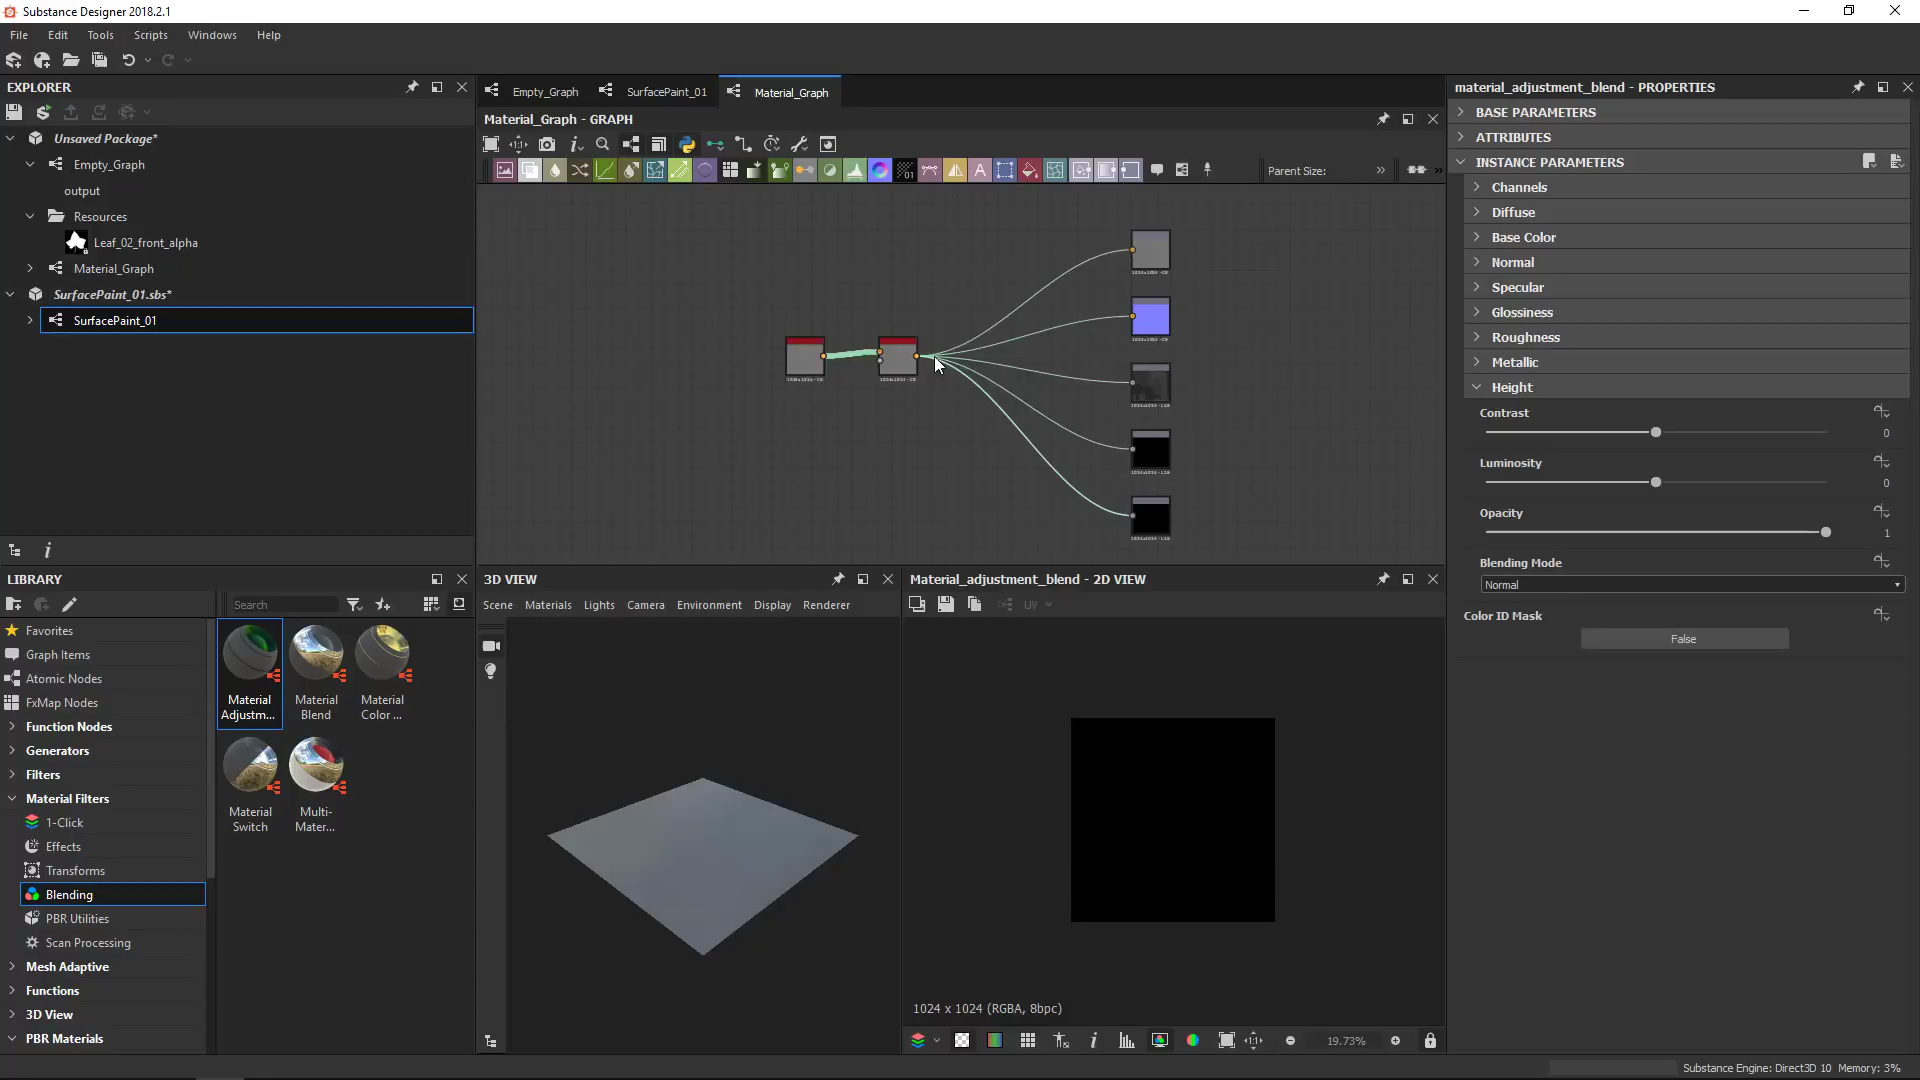 Substance Designer 2018.2.1
File Edit Tools Scripts Windows Help
EXPLORER
Unsaved Package*
Empty_Graph
output
Resources
Leaf_02_front_alpha
Material_Graph
SurfacePaint_01.sbs*
SurfacePaint_01
Empty_Graph SurfacePaint_01 Material_Graph
Material_Graph - GRAPH
Parent Size:
LIBRARY
Search
Favorites
Graph Items
Atomic Nodes
FxMap Nodes
Function Nodes
Generators
Filters
Material Filters
1-Click
Effects
Transforms
Blending
PBR Utilities
Scan Processing
Mesh Adaptive
Functions
3D View
PBR Materials
Material Adjustm...
Material Blend
Material Color ...
Material Switch
Multi-Mater...
3D VIEW
Scene Materials Lights Camera Environment Display Renderer
Material_adjustment_blend - 2D VIEW
UV
1024 x 1024 (RGBA, 8bpc)
19.73%
material_adjustment_blend - PROPERTIES
BASE PARAMETERS
ATTRIBUTES
INSTANCE PARAMETERS
Channels
Diffuse
Base Color
Normal
Specular
Glossiness
Roughness
Metallic
Height
Contrast
0
Luminosity
0
Opacity
1
Blending Mode
Normal
Color ID Mask
False
Substance Engine: Direct3D 10 Memory: 3%